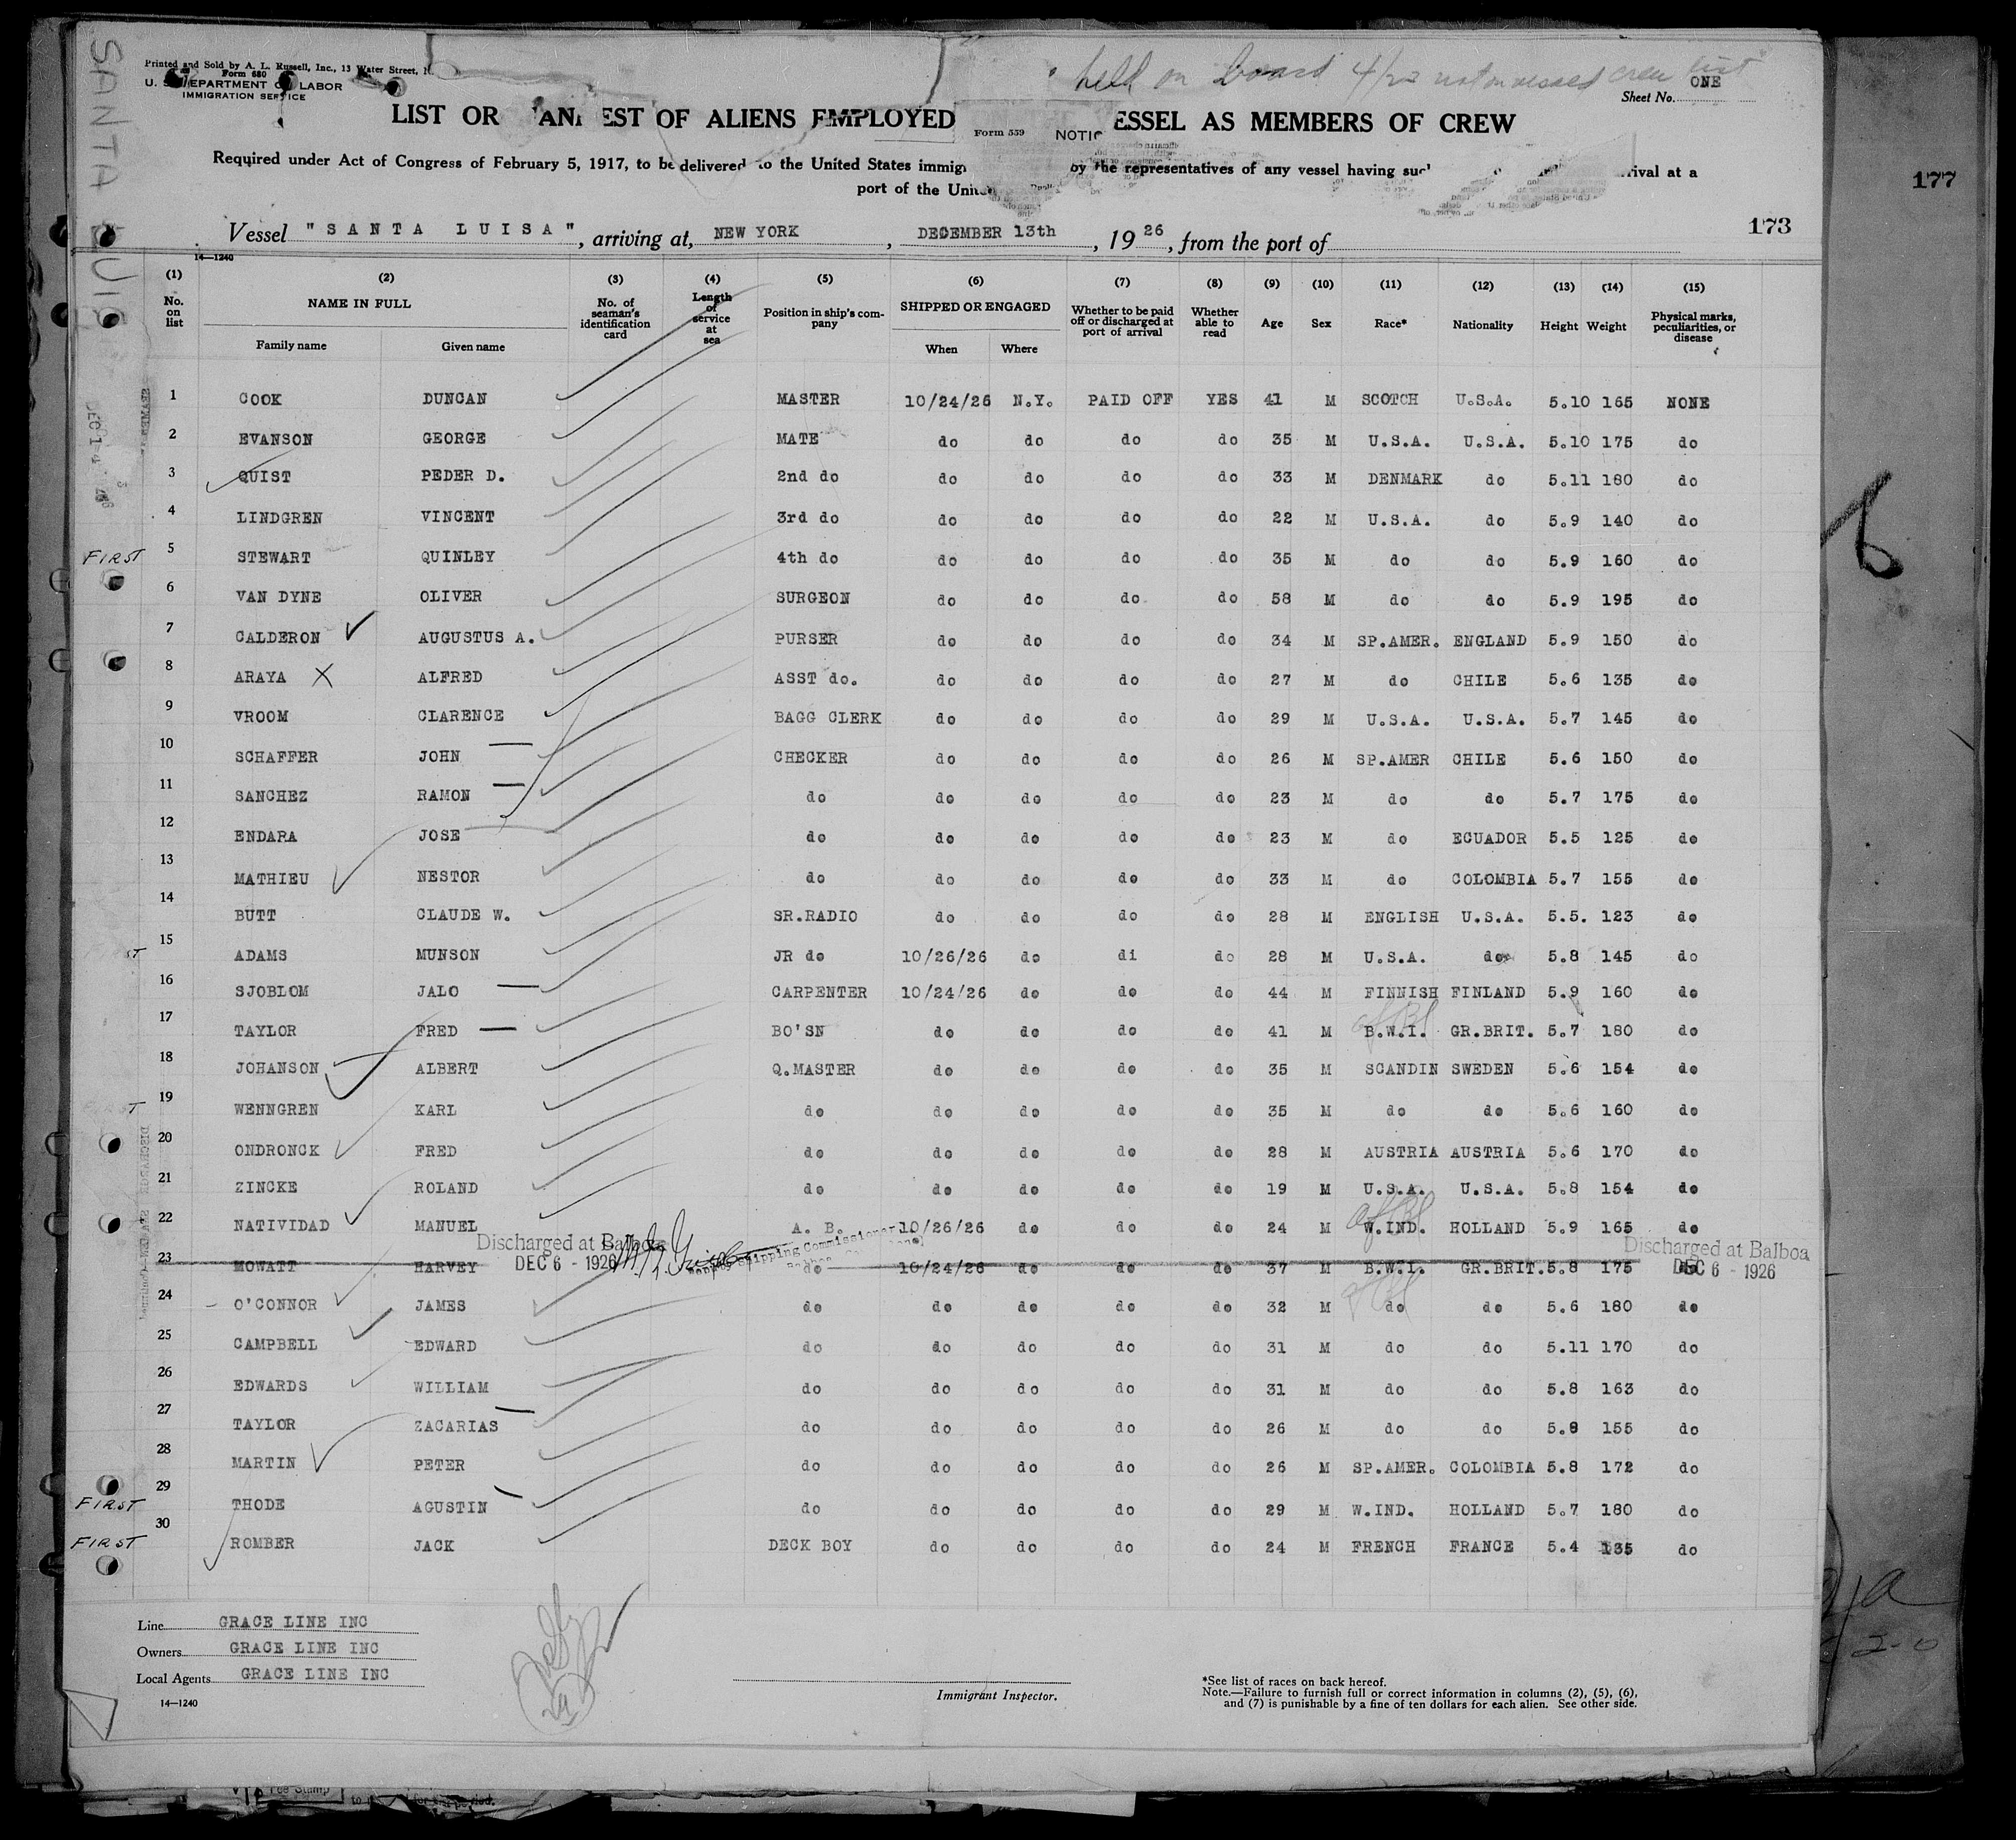 SANTA LUISA
Printed and Sold by A. L. Russell, Inc., 13 Water Street,
Form 680
U. S. DEPARTMENT OF LABOR
IMMIGRATION SERVICE
held on board 4/23 not on vessels crew list
ONE
Sheet No.
LIST OR MANIFEST OF ALIENS EMPLOYED ESSEL AS MEMBERS OF CREW
Form 559 NOTIC
Required under Act of Congress of February 5, 1917, to be delivered to the United States immig by the representatives of any vessel having suc rival at a
port of the Unite
177
173
Vessel "SANTA LUISA", arriving at, NEW YORK, DECEMBER 13th, 1926, from the port of
14—1240
(1) (2) (3) (4) (5) (6) (7) (8) (9) (10) (11) (12) (13) (14) (15)
No. on list NAME IN FULL No. of seaman's identification card Length of service at sea Position in ship's company SHIPPED OR ENGAGED Whether to be paid off or discharged at port of arrival Whether able to read Age Sex Race* Nationality Height Weight Physical marks, peculiarities, or disease
Family name Given name When Where
1 COOK DUNCAN MASTER 10/24/26 N.Y. PAID OFF YES 41 M SCOTCH U.S.A. 5.10 165 NONE
2 EVANSON GEORGE MATE do do do do 35 M U.S.A. U.S.A. 5.10 175 do
3 QUIST PEDER D. 2nd do do do do do 33 M DENMARK do 5.11 180 do
4 LINDGREN VINCENT 3rd do do do do do 22 M U.S.A. do 5.9 140 do
FIRST 5 STEWART QUINLEY 4th do do do do do 35 M do do 5.9 160 do
6 VAN DYNE OLIVER SURGEON do do do do 58 M do do 5.9 195 do
7 CALDERON AUGUSTUS A. PURSER do do do do 34 M SP.AMER. ENGLAND 5.9 150 do
8 ARAYA X ALFRED ASST do. do do do do 27 M do CHILE 5.6 135 do
9 VROOM CLARENCE BAGG CLERK do do do do 29 M U.S.A. U.S.A. 5.7 145 do
10 SCHAFFER JOHN CHECKER do do do do 26 M SP.AMER CHILE 5.6 150 do
11 SANCHEZ RAMON do do do do do 23 M do do 5.7 175 do
12 ENDARA JOSE do do do do do 23 M do ECUADOR 5.5 125 do
13 MATHIEU NESTOR do do do do do 33 M do COLOMBIA 5.7 155 do
14 BUTT CLAUDE W. SR.RADIO do do do do 28 M ENGLISH U.S.A. 5.5. 123 do
15 ADAMS MUNSON JR do 10/26/26 do di do 28 M U.S.A. do 5.8 145 do
16 SJOBLOM JALO CARPENTER 10/24/26 do do do 44 M FINNISH FINLAND 5.9 160 do
17 TAYLOR FRED BO'SN do do do do 41 M B.W.I. GR.BRIT. 5.7 180 do
18 JOHANSON ALBERT Q.MASTER do do do do 35 M SCANDIN SWEDEN 5.6 154 do
19 WENNGREN KARL do do do do do 35 M do do 5.6 160 do
20 ONDRONCK FRED do do do do do 28 M AUSTRIA AUSTRIA 5.6 170 do
21 ZINCKE ROLAND do do do do do 19 M U.S.A. U.S.A. 5.8 154 do
22 NATIVIDAD MANUEL A. B. 10/26/26 do do do 24 M W.IND. HOLLAND 5.9 165 do
Discharged at Balboa
DEC 6 - 1926
Deputy Shipping Commissioner
Discharged at Balboa
DEC 6 - 1926
23 MOWATT HARVEY do 10/24/26 do do do 37 M B.W.I. GR.BRIT. 5.8 175
24 O'CONNOR JAMES do do do do do 32 M do do 5.6 180 do
25 CAMPBELL EDWARD do do do do do 31 M do do 5.11 170 do
26 EDWARDS WILLIAM do do do do do 31 M do do 5.8 163 do
27 TAYLOR ZACARIAS do do do do do 26 M do do 5.8 155 do
28 MARTIN PETER do do do do do 26 M SP.AMER. COLOMBIA 5.8 172 do
FIRST 29 THODE AGUSTIN do do do do do 29 M W.IND. HOLLAND 5.7 180 do
FIRST 30 ROMBER JACK DECK BOY do do do do 24 M FRENCH FRANCE 5.4 135 do
Line GRACE LINE INC
Owners GRACE LINE INC
Local Agents GRACE LINE INC
14—1240
Immigrant Inspector.
*See list of races on back hereof.
Note.—Failure to furnish full or correct information in columns (2), (5), (6),
and (7) is punishable by a fine of ten dollars for each alien. See other side.